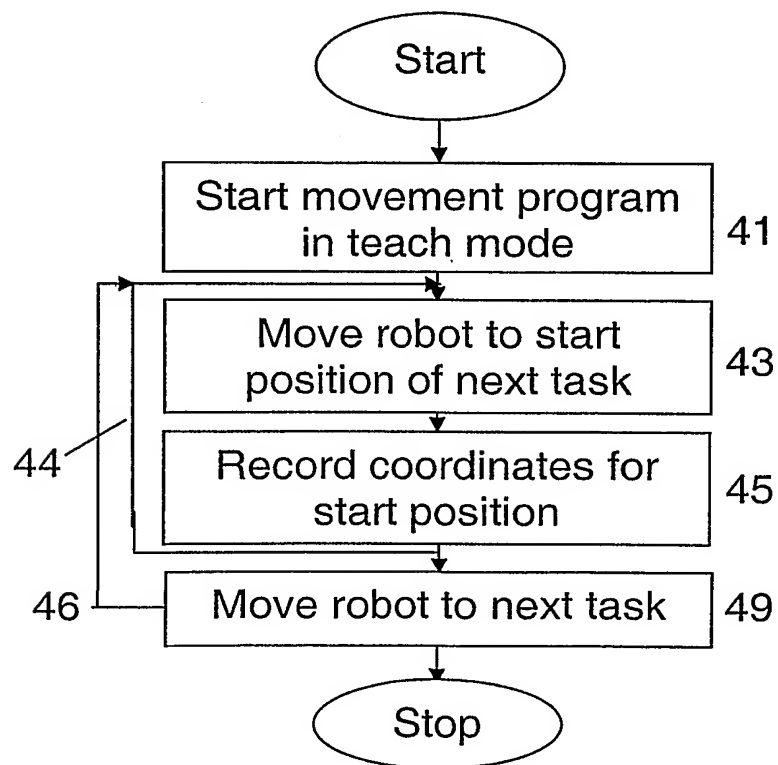 Start
Start movement program
in teach mode
41
Move robot to start
position of next task
43
44
Record coordinates for
start position
45
46
Move robot to next task
49
Stop